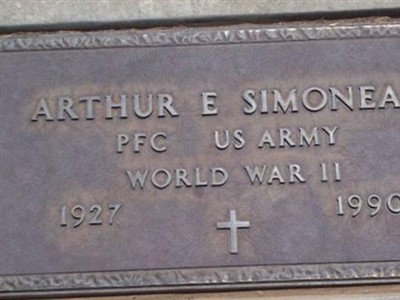 ARTHUR E SIMONEA
PFC US ARMY
WORLD WAR II
1927 1990